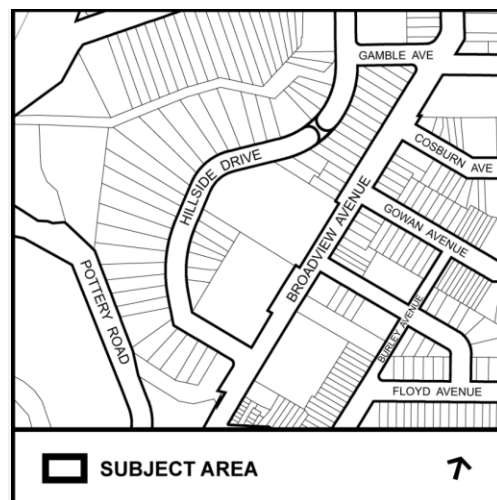 GAMBLE AVE
COSBURN AVE
HILLSIDE DRIVE
GOWAN AVENUE
BROADVIEW AVENUE
POTTERY ROAD
BURLEY AVENUE
FLOYD AVENUE
SUBJECT AREA